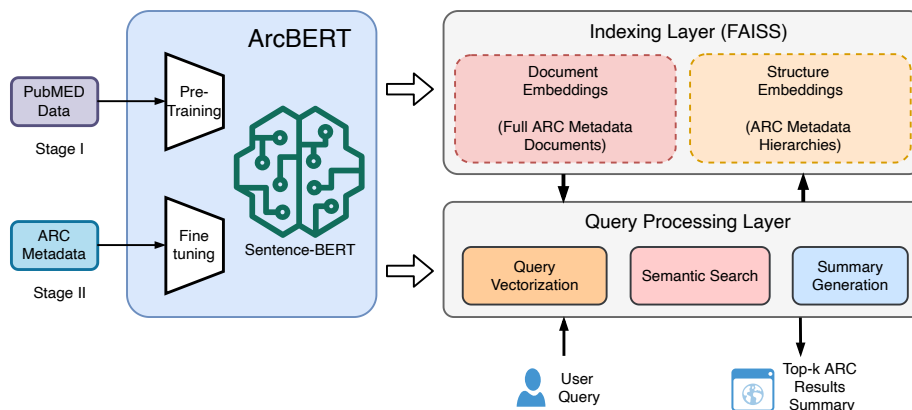 ArcBERT
PubMED
Data
Stage I
Pre-
Training
ARC
Metadata
Stage II
Fine
tuning
Sentence-BERT
Indexing Layer (FAISS)
Document
Embeddings
(Full ARC Metadata
Documents)
Structure
Embeddings
(ARC Metadata
Hierarchies)
Query Processing Layer
Query
Vectorization
Semantic Search
Summary
Generation
User
Query
Top-k ARC
Results
Summary